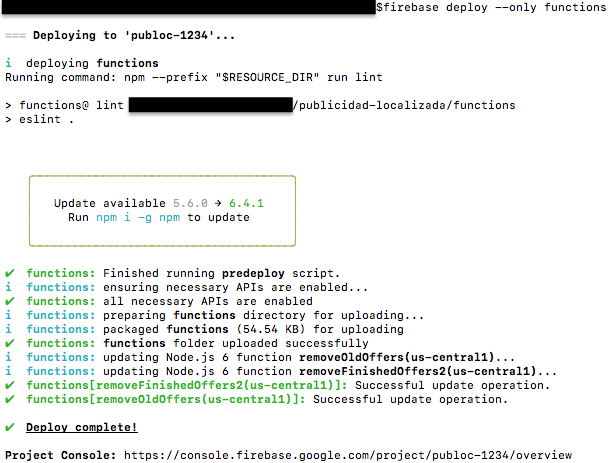 $firebase deploy --only functions
=== Deploying to 'publoc-1234'...
i deploying functions
Running command: npm --prefix "$RESOURCE_DIR" run lint
> functions@ lint /publicidad-localizada/functions
> eslint .
Update available 5.6.0 → 6.4.1
Run npm i -g npm to update
✔ functions: Finished running predeploy script.
i functions: ensuring necessary APIs are enabled...
✔ functions: all necessary APIs are enabled
i functions: preparing functions directory for uploading...
i functions: packaged functions (54.54 KB) for uploading
✔ functions: functions folder uploaded successfully
i functions: updating Node.js 6 function removeOldOffers(us-central1)...
i functions: updating Node.js 6 function removeFinishedOffers2(us-central1)...
✔ functions[removeFinishedOffers2(us-central1)]: Successful update operation.
✔ functions[removeOldOffers(us-central1)]: Successful update operation.
✔ Deploy complete!
Project Console: https://console.firebase.google.com/project/publoc-1234/overview